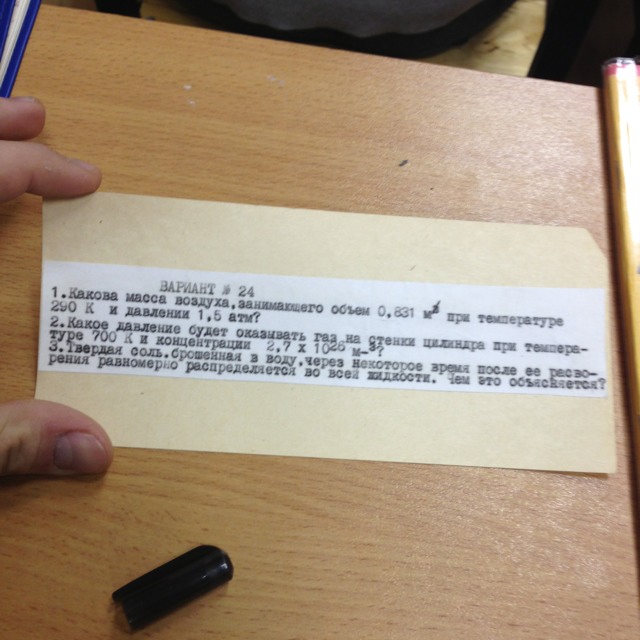 ВАРИАНТ № 24
1.Какова масса воздуха,занимающего объем 0,831 м³ при температуре
290 К и давлении 1,5 атм?
2.Какое давление будет оказывать газ на стенки цилиндра при темпера-
туре 700 К и концентрации 2,7 х 10²⁶ м⁻³?
3.Твердая соль,брошенная в воду,через некоторое время после ее раство-
рения равномерно распределяется во всей жидкости. Чем это объясняется?